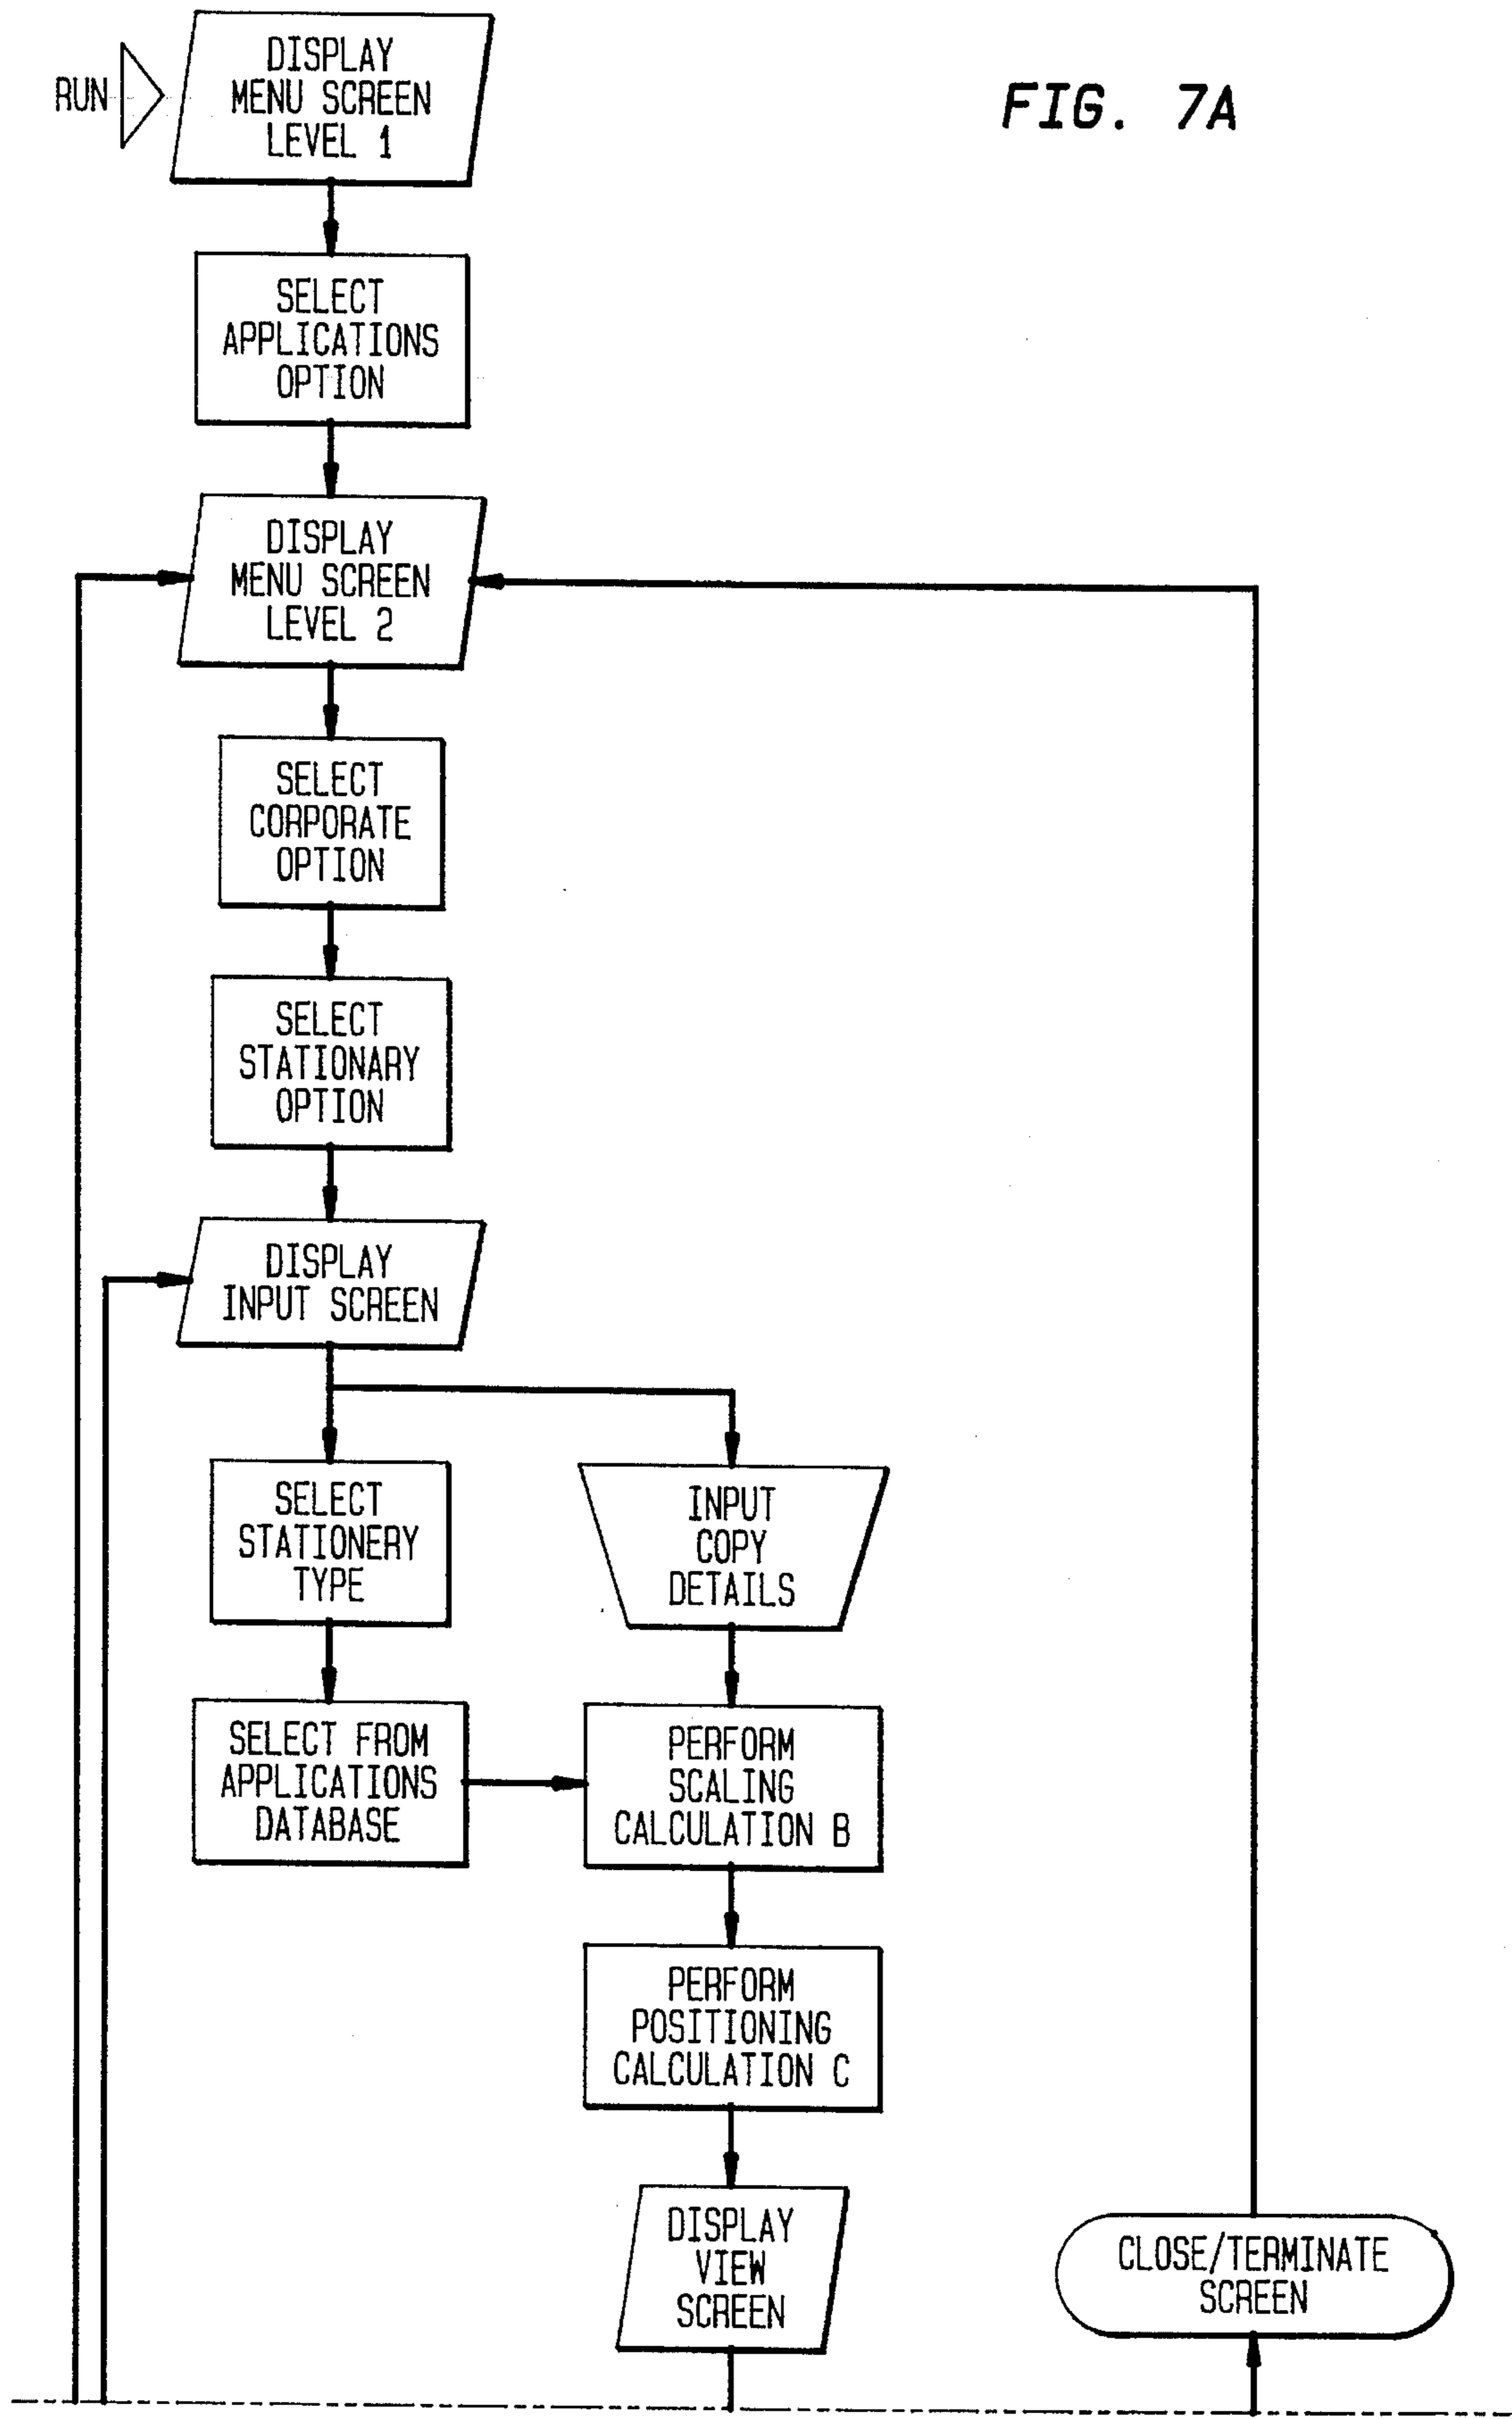 FIG. 7A
RUN
DISPLAY
MENU SCREEN
LEVEL 1
SELECT
APPLICATIONS
OPTION
DISPLAY
MENU SCREEN
LEVEL 2
SELECT
CORPORATE
OPTION
SELECT
STATIONARY
OPTION
DISPLAY
INPUT SCREEN
SELECT
STATIONERY
TYPE
INPUT
COPY
DETAILS
SELECT FROM
APPLICATIONS
DATABASE
PERFORM
SCALING
CALCULATION B
PERFORM
POSITIONING
CALCULATION C
DISPLAY
VIEW
SCREEN
CLOSE/TERMINATE
SCREEN